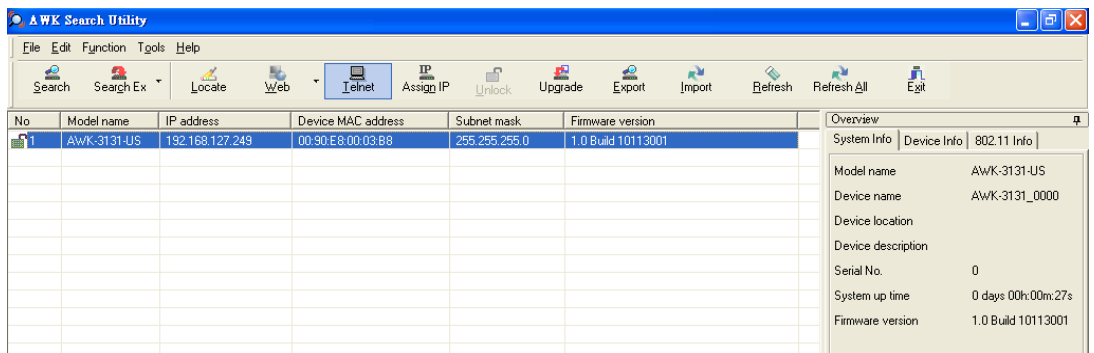 AWK Search Utility
File Edit Function Tools Help
Search Search Ex Locate Web Telnet IP Assign IP Unlock Upgrade Export Import Refresh Refresh All Exit
No Model name IP address Device MAC address Subnet mask Firmware version
1 AWK-3131-US 192.168.127.249 00:90:E8:00:03:B8 255.255.255.0 1.0 Build 10113001
Overview
System Info Device Info 802.11 Info
Model name AWK-3131-US
Device name AWK-3131_0000
Device location
Device description
Serial No. 0
System up time 0 days 00h:00m:27s
Firmware version 1.0 Build 10113001